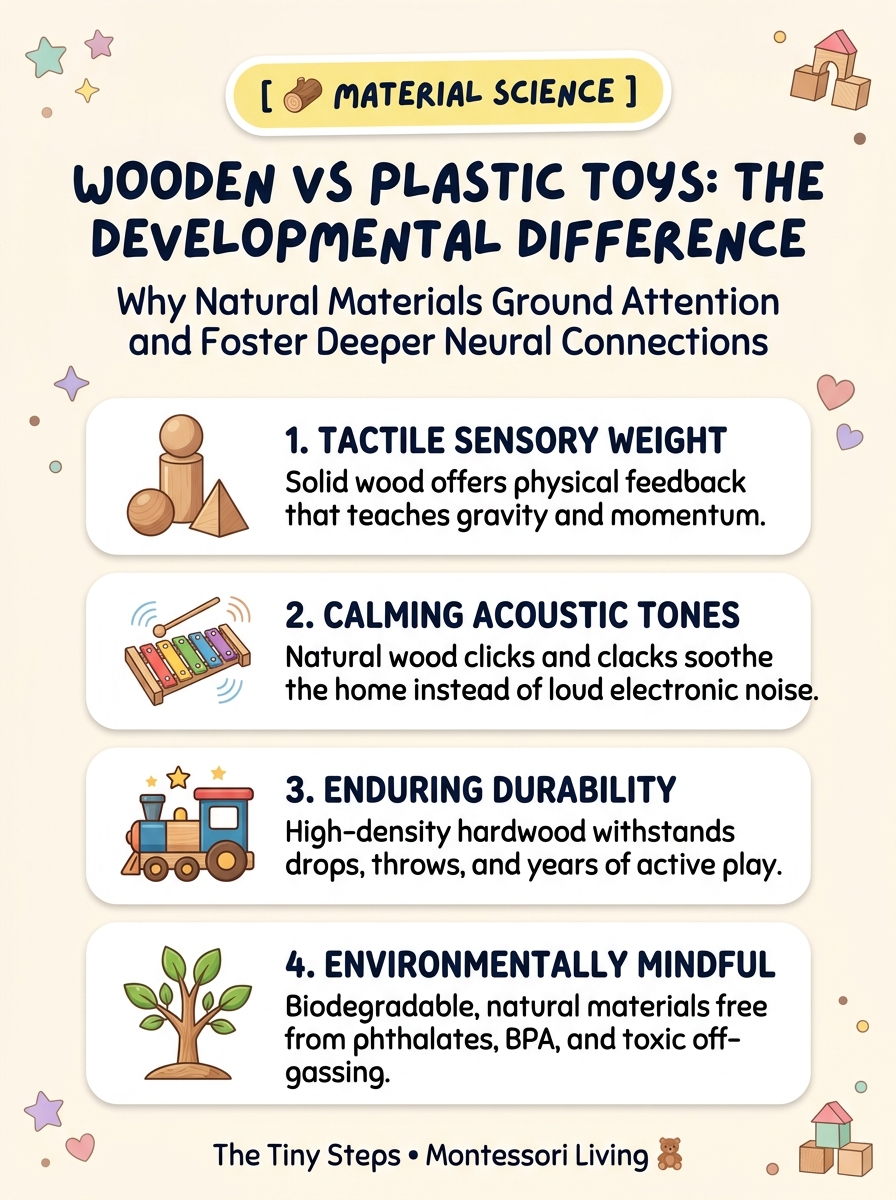 [ MATERIAL SCIENCE ]
WOODEN VS PLASTIC TOYS: THE
DEVELOPMENTAL DIFFERENCE
Why Natural Materials Ground Attention
and Foster Deeper Neural Connections
1. TACTILE SENSORY WEIGHT
Solid wood offers physical feedback
that teaches gravity and momentum.
2. CALMING ACOUSTIC TONES
Natural wood clicks and clacks soothe
the home instead of loud electronic noise.
3. ENDURING DURABILITY
High-density hardwood withstands
drops, throws, and years of active play.
4. ENVIRONMENTALLY MINDFUL
Biodegradable, natural materials free
from phthalates, BPA, and toxic off-
gassing.
The Tiny Steps • Montessori Living